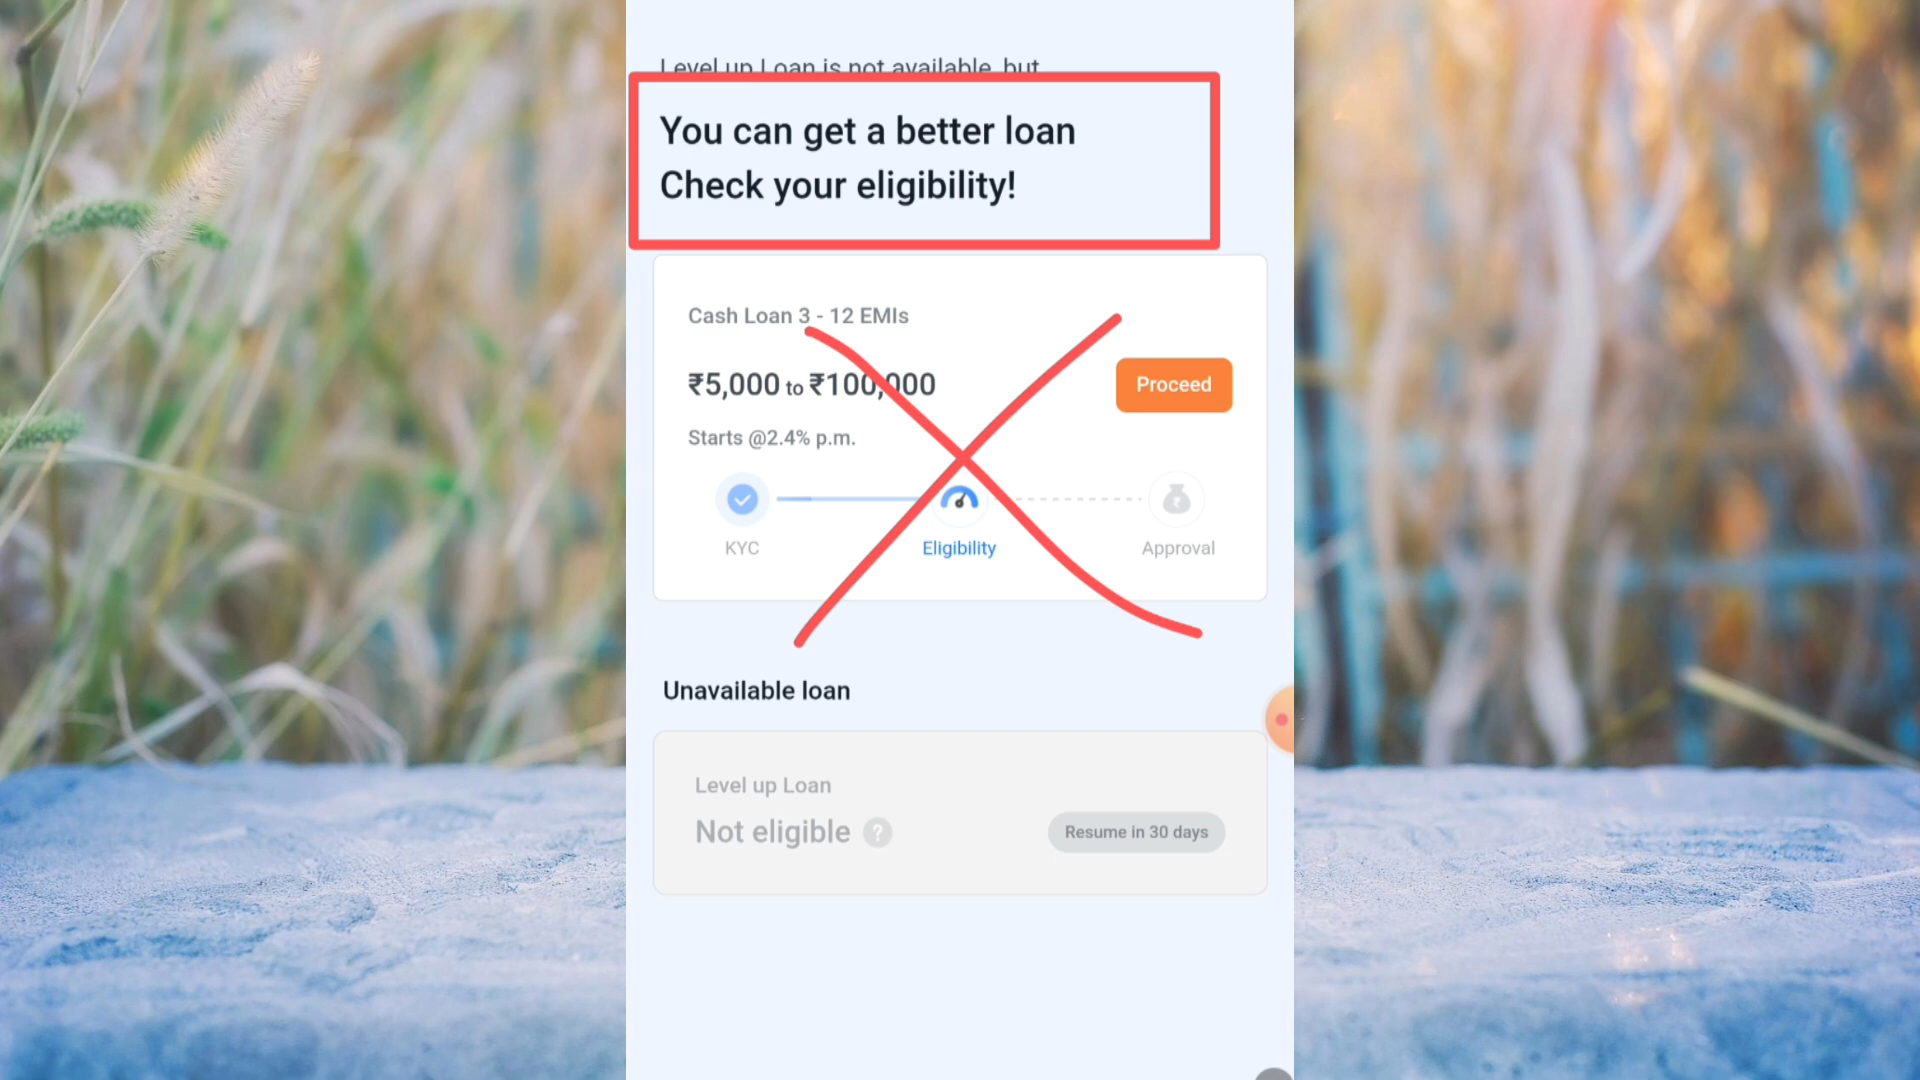 Level up Loan is not available, but
You can get a better loan
Check your eligibility!
Cash Loan 3 - 12 EMIs
₹5,000 to ₹100,000
Proceed
Starts @2.4% p.m.
KYC
Eligibility
Approval
Unavailable loan
Level up Loan
Not eligible ?
Resume in 30 days